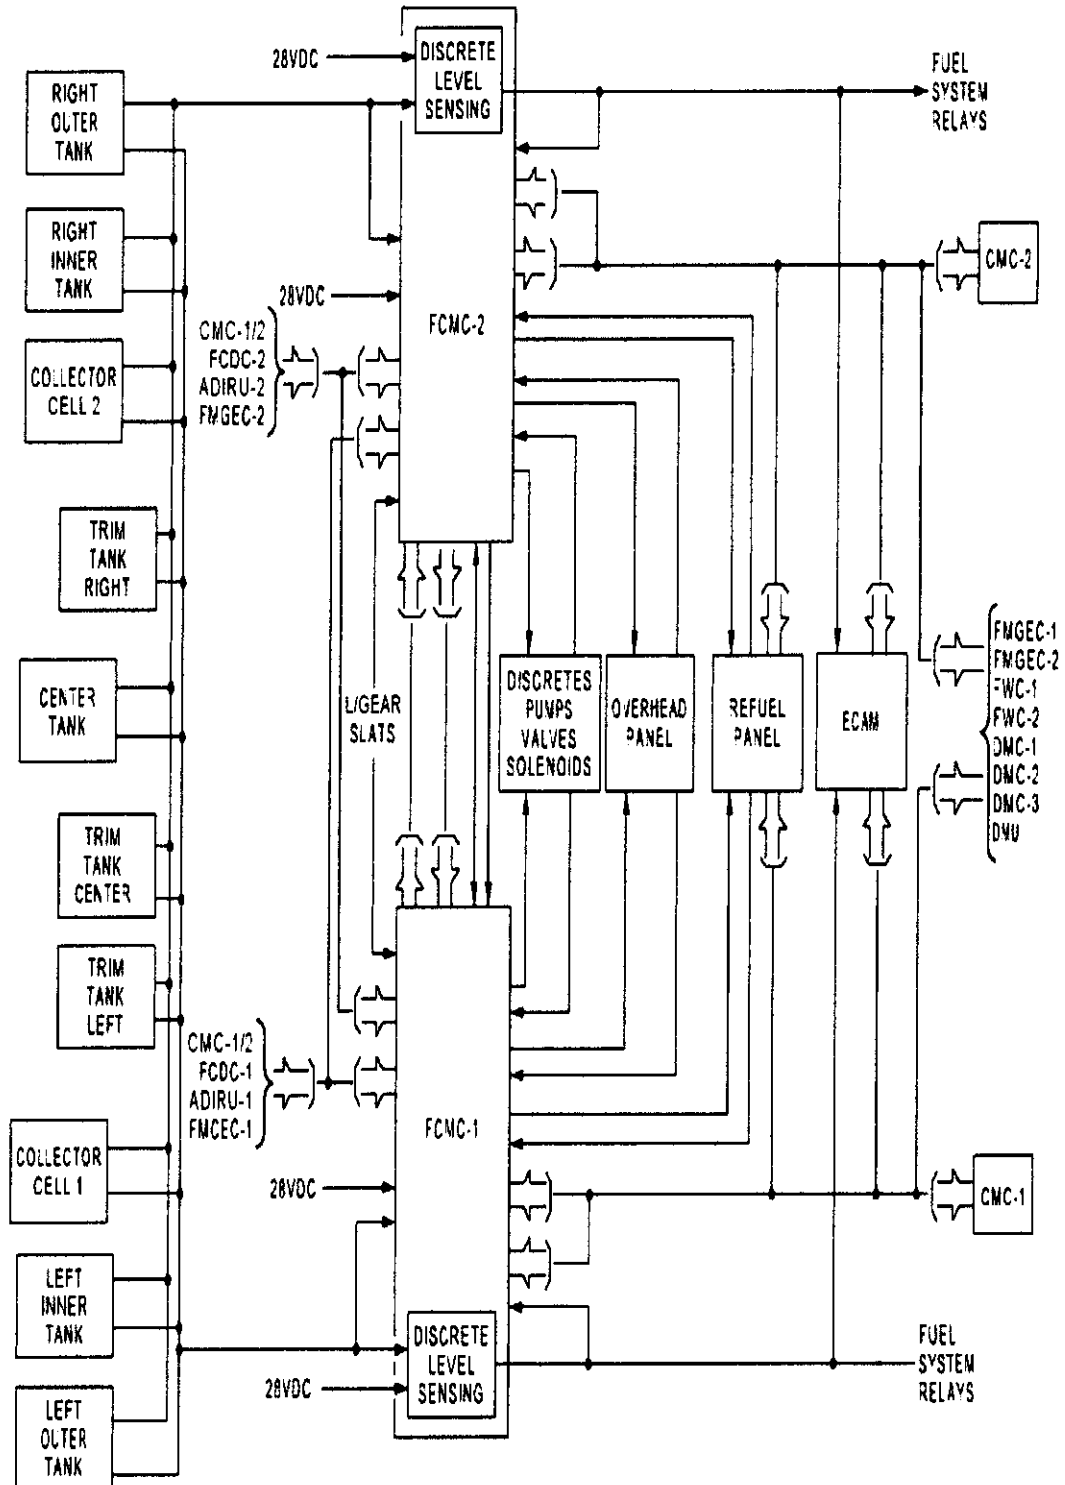 28VDC
DISCRETE
LEVEL
SENSING
FUEL
SYSTEM
RELAYS
RIGHT
OUTER
TANK
RIGHT
INNER
TANK
CMC-2
28VDC
FCMC-2
CMC-1/2
FCDC-2
ADIRU-2
FMGEC-2
COLLECTOR
CELL 2
TRIM
TANK
RIGHT
CENTER
TANK
L/GEAR
SLATS
DISCRETES
PUMPS
VALVES
SOLENOIDS
OVERHEAD
PANEL
REFUEL
PANEL
ECAM
FMGEC-1
FMGEC-2
FWC-1
FWC-2
DMC-1
DMC-2
DMC-3
DMU
TRIM
TANK
CENTER
TRIM
TANK
LEFT
CMC-1/2
FCDC-1
ADIRU-1
FMCEC-1
FCMC-1
COLLECTOR
CELL 1
28VDC
CMC-1
LEFT
INNER
TANK
DISCRETE
LEVEL
SENSING
28VDC
FUEL
SYSTEM
RELAYS
LEFT
OUTER
TANK